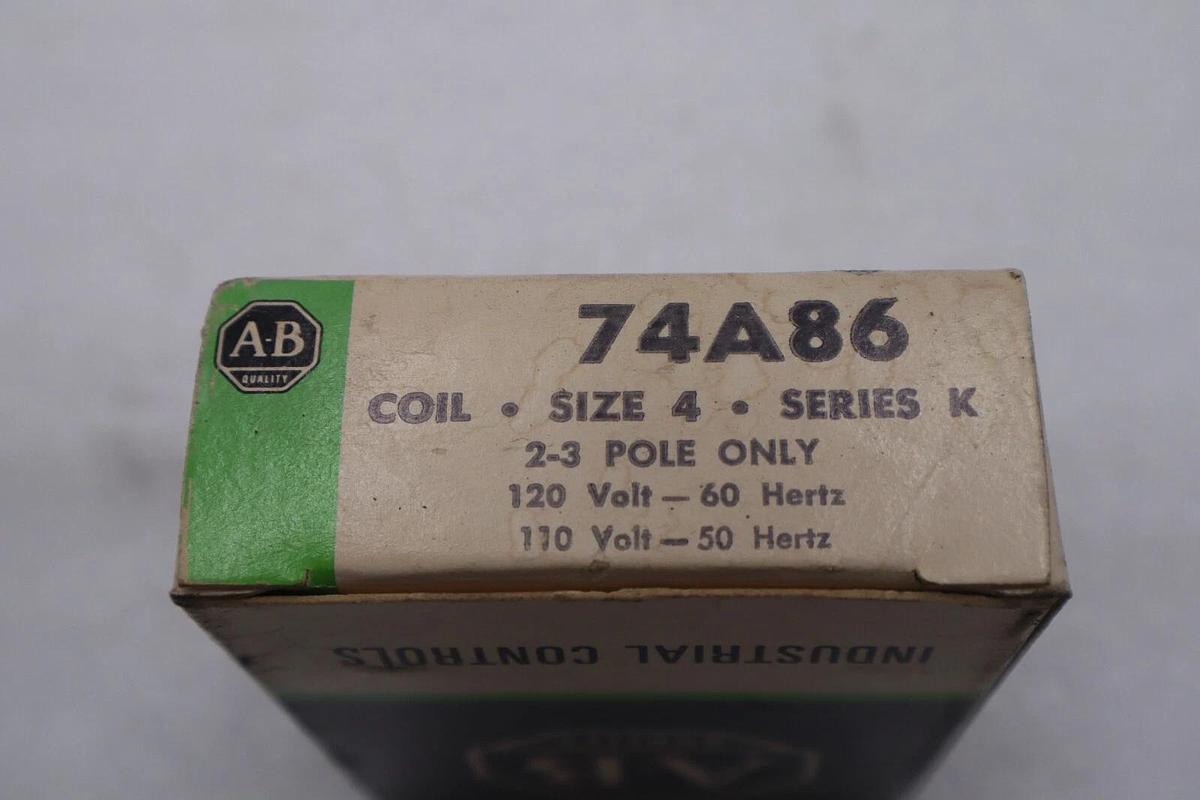 A-B
QUALITY
74A86
COIL • SIZE 4 • SERIES K
2-3 POLE ONLY
120 Volt — 60 Hertz
110 Volt — 50 Hertz
INDUSTRIAL CONTROLS
A-B